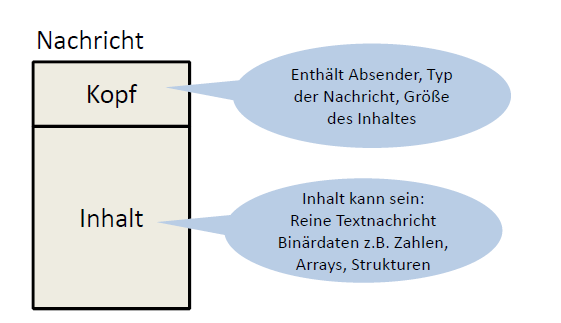 Nachricht
Kopf
Enthält Absender, Typ
der Nachricht, Größe
des Inhaltes
Inhalt
Inhalt kann sein:
Reine Textnachricht
Binärdaten z.B. Zahlen,
Arrays, Strukturen